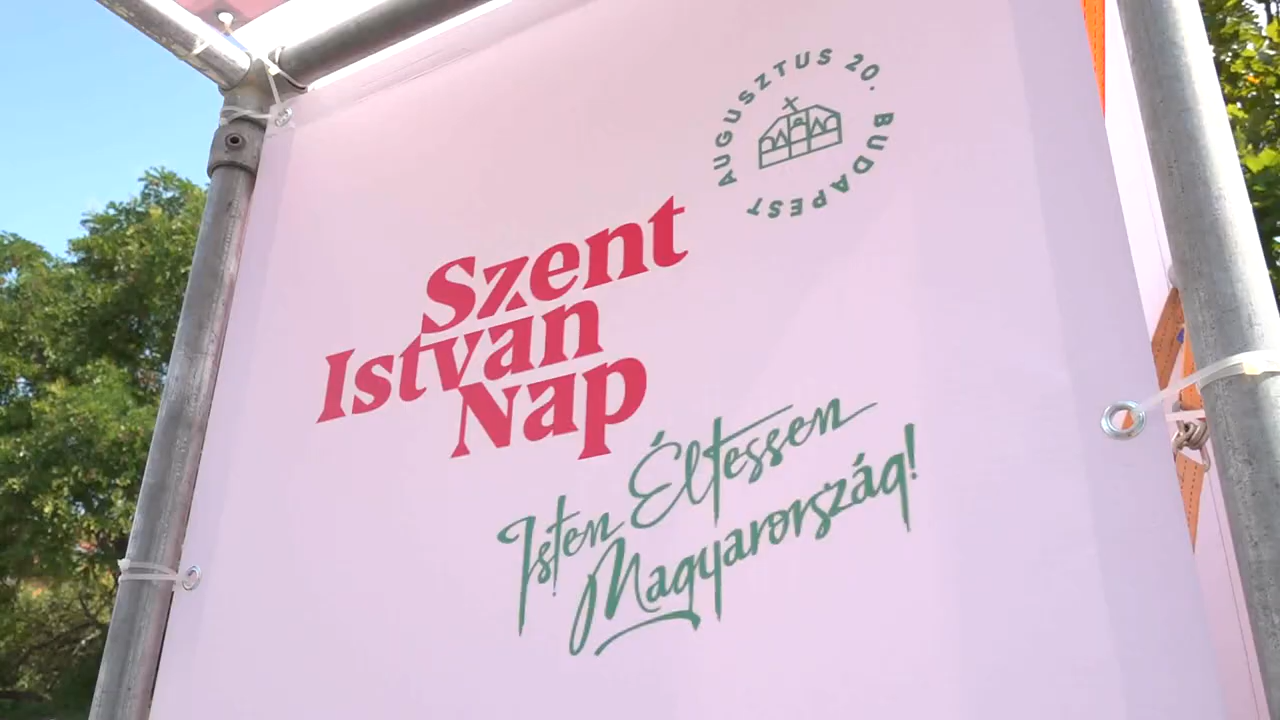 AUGUSZTUS 20. BUDAPEST
Szent
István
Nap
Isten Éltessen
Magyarország!